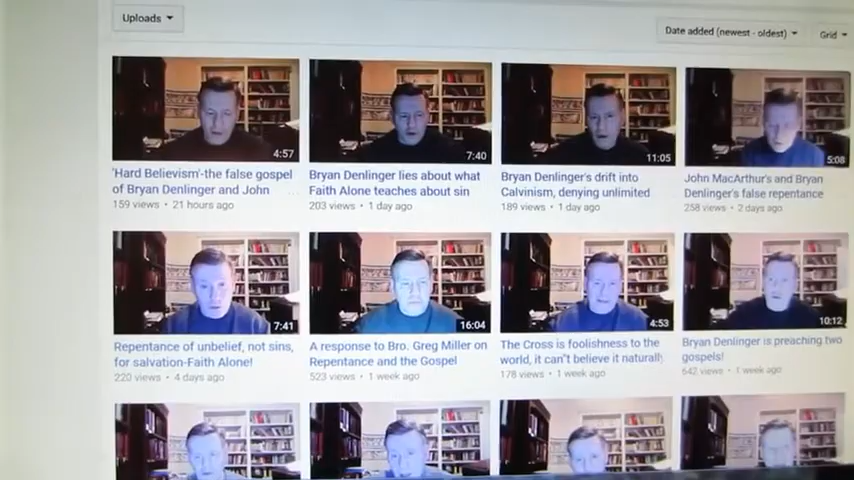 Uploads
Date added (newest - oldest)
Grid
4:57
7:40
11:05
5:08
'Hard Believism'-the false gospel
of Bryan Denlinger and John
159 views • 21 hours ago
Bryan Denlinger lies about what
Faith Alone teaches about sin
203 views • 1 day ago
Bryan Denlinger's drift into
Calvinism, denying unlimited
189 views • 1 day ago
John MacArthur's and Bryan
Denlinger's false repentance
258 views • 2 days ago
7:41
16:04
4:53
10:12
Repentance of unbelief, not sins,
for salvation-Faith Alone!
220 views • 4 days ago
A response to Bro. Greg Miller on
Repentance and the Gospel
523 views • 1 week ago
The Cross is foolishness to the
world, it can"t believe it naturally
178 views • 1 week ago
Bryan Denlinger is preaching two
gospels!
642 views • 1 week ago